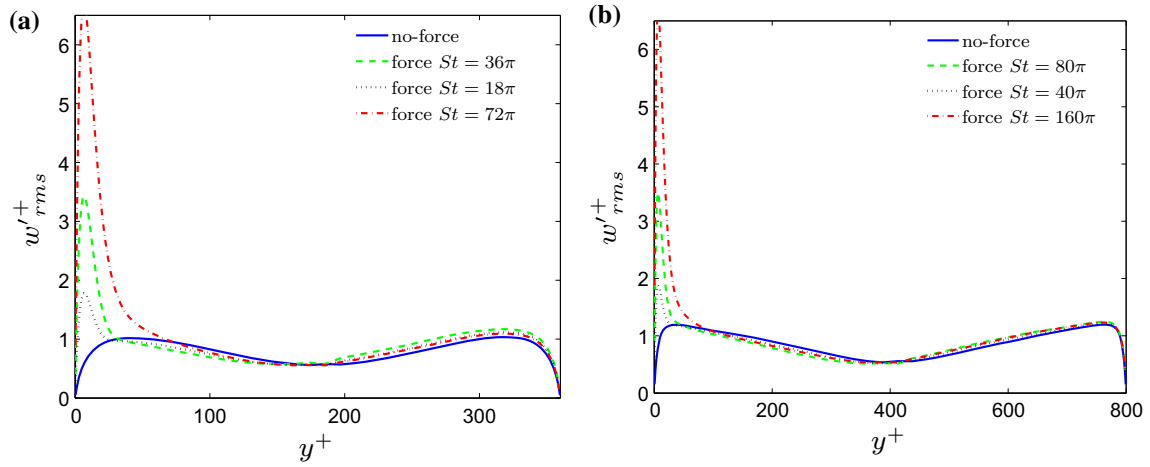 (a)
no-force
force St = 36π
force St = 18π
force St = 72π
6
5
4
3
2
1
0
0 100 200 300
w′⁺rms
y⁺
(b)
no-force
force St = 80π
force St = 40π
force St = 160π
6
5
4
3
2
1
0
0 200 400 600 800
w′⁺rms
y⁺